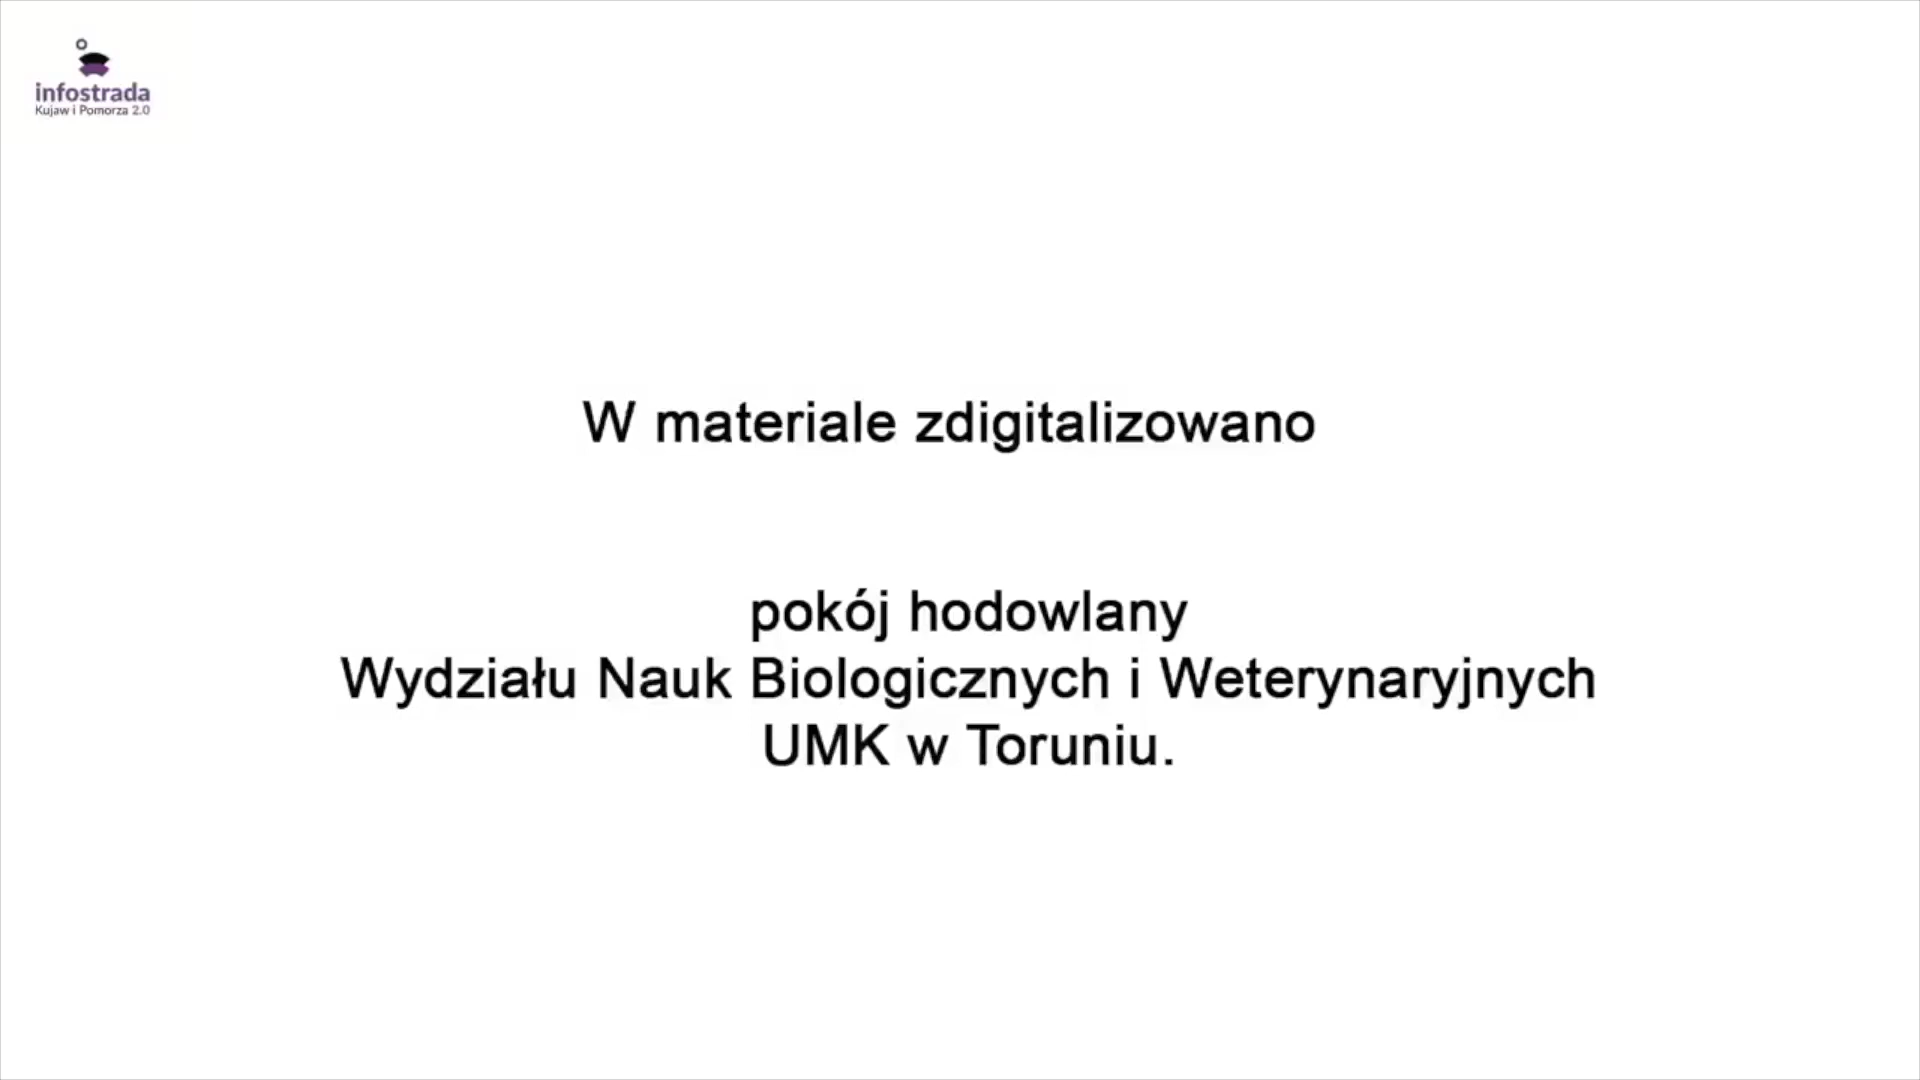 infostrada
Kujaw i Pomorza 2.0
W materiale zdigitalizowano
pokój hodowlany
Wydziału Nauk Biologicznych i Weterynaryjnych
UMK w Toruniu.